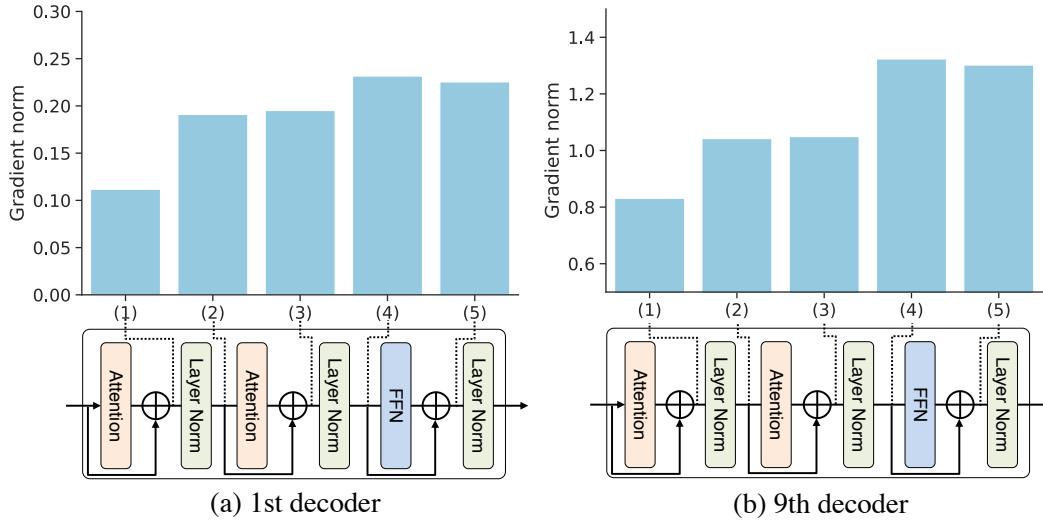 Gradient norm
0.30
0.25
0.20
0.15
0.10
0.05
0.00
(1) (2) (3) (4) (5)
Attention
Layer Norm
Attention
Layer Norm
FFN
Layer Norm
(a) 1st decoder
Gradient norm
1.4
1.2
1.0
0.8
0.6
(1) (2) (3) (4) (5)
Attention
Layer Norm
Attention
Layer Norm
FFN
Layer Norm
(b) 9th decoder